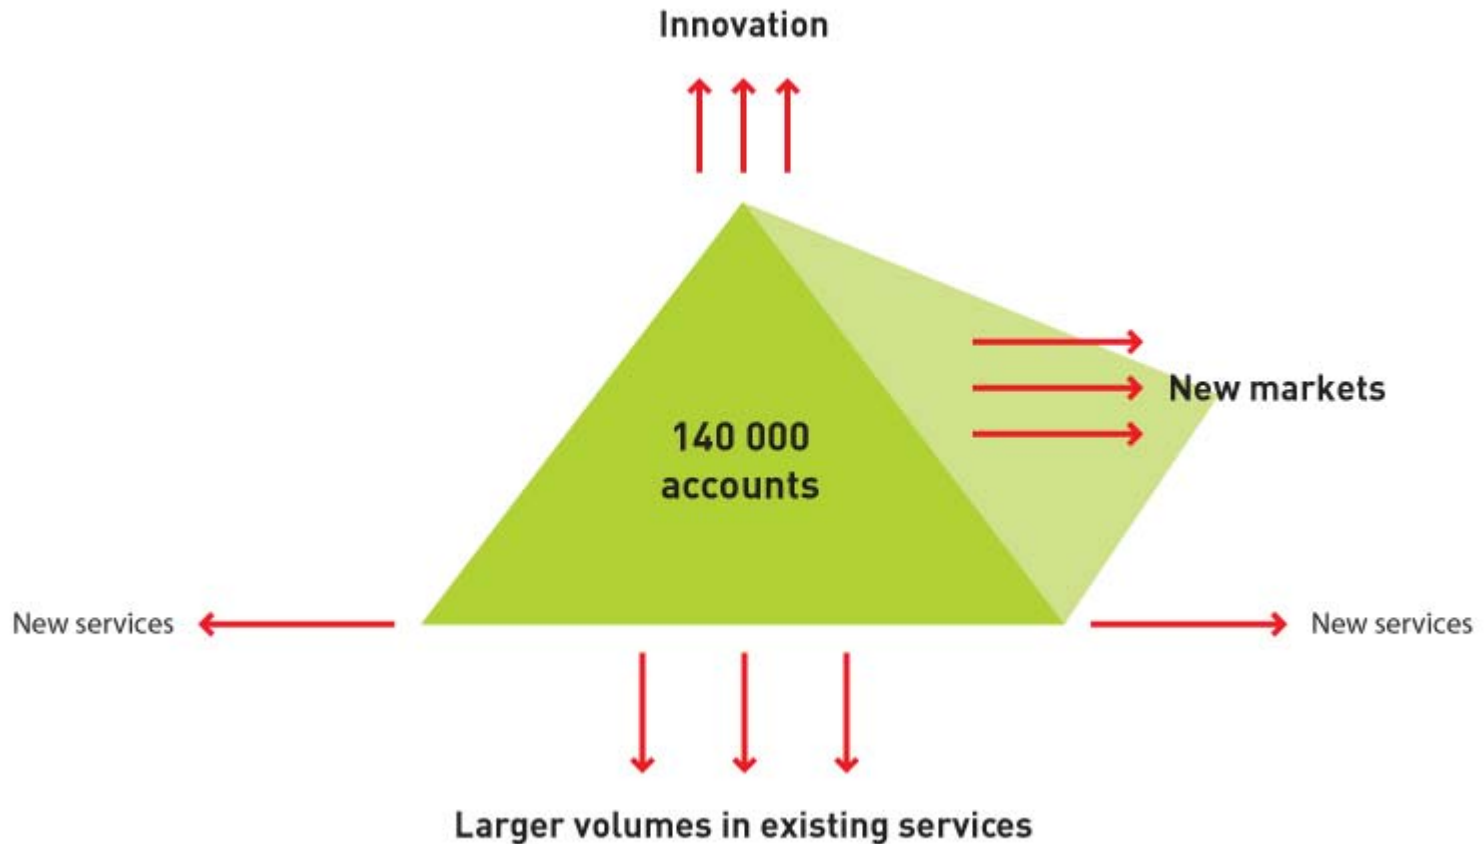 Innovation
New markets
140 000
accounts
New services
New services
Larger volumes in existing services